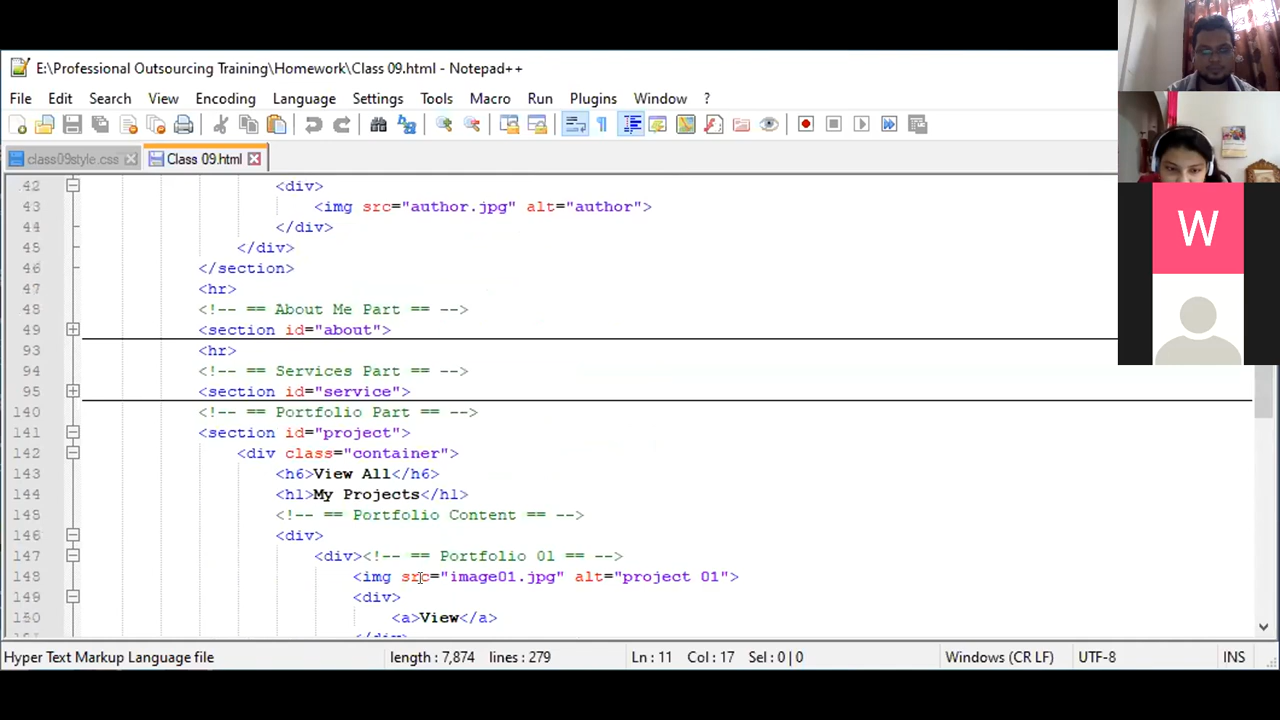 E:\Professional Outsourcing Training\Homework\Class 09.html - Notepad++
File Edit Search View Encoding Language Settings Tools Macro Run Plugins Window ?
class09style.css Class 09.html
42 <div>
43 <img src="author.jpg" alt="author">
44 </div>
45 </div>
46 </section>
47 <hr>
48 <!-- == About Me Part == -->
49 <section id="about">
93 <hr>
94 <!-- == Services Part == -->
95 <section id="service">
140 <!-- == Portfolio Part == -->
141 <section id="project">
142 <div class="container">
143 <h6>View All</h6>
144 <h1>My Projects</h1>
145 <!-- == Portfolio Content == -->
146 <div>
147 <div><!-- == Portfolio 01 == -->
148 <img src="image01.jpg" alt="project 01">
149 <div>
150 <a>View</a>
</div>
Hyper Text Markup Language file length : 7,874 lines : 279 Ln : 11 Col : 17 Sel : 0 | 0 Windows (CR LF) UTF-8 INS
W